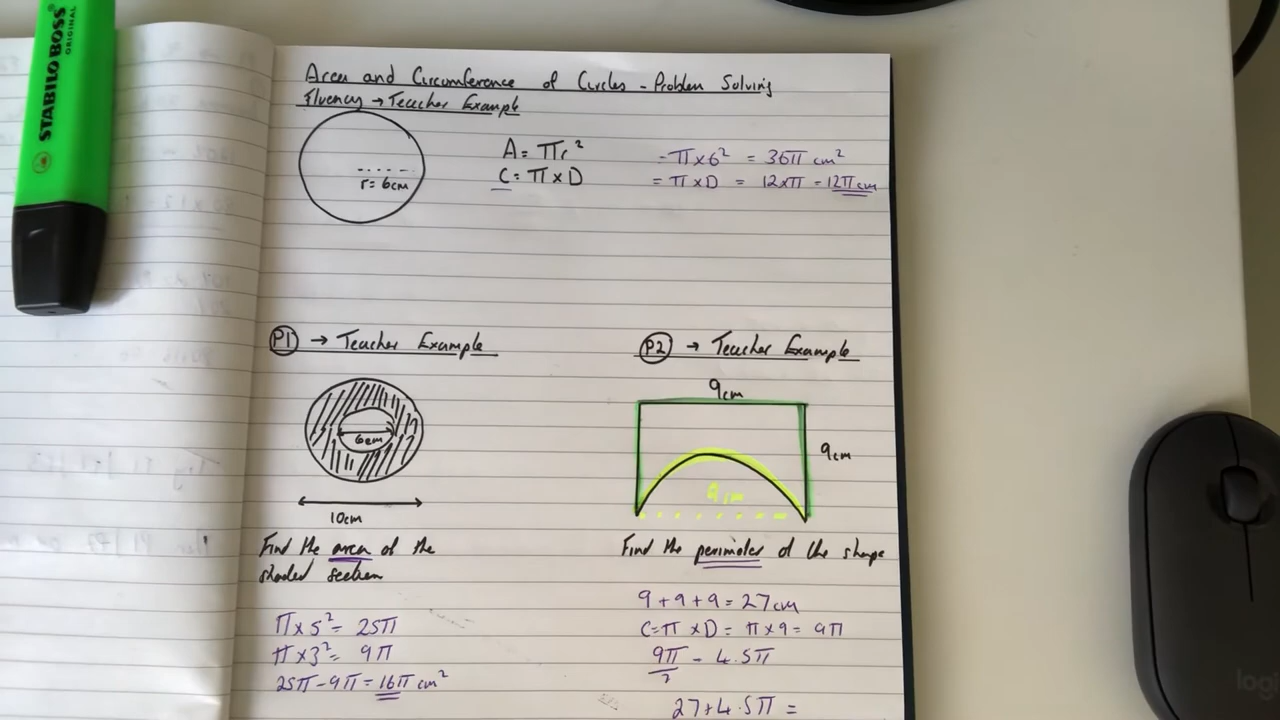 STABILO BOSS
ORIGINAL
Area and Circumference of Circles - Problem Solving
Fluency → Teacher Example
r = 6cm
A = πr²
C = π×D
= π×6² = 36π cm²
= π×D = 12×π = 12π cm
P1 → Teacher Example
6cm
10cm
Find the area of the
shaded section
π×5² = 25π
π×3² = 9π
25π - 9π = 16π cm²
P2 → Teacher Example
9cm
9cm
9cm
Find the perimeter of the shape
9 + 9 + 9 = 27cm
C = π × D = π × 9 = 9π
9π/2 = 4.5π
27 + 4.5π =
log